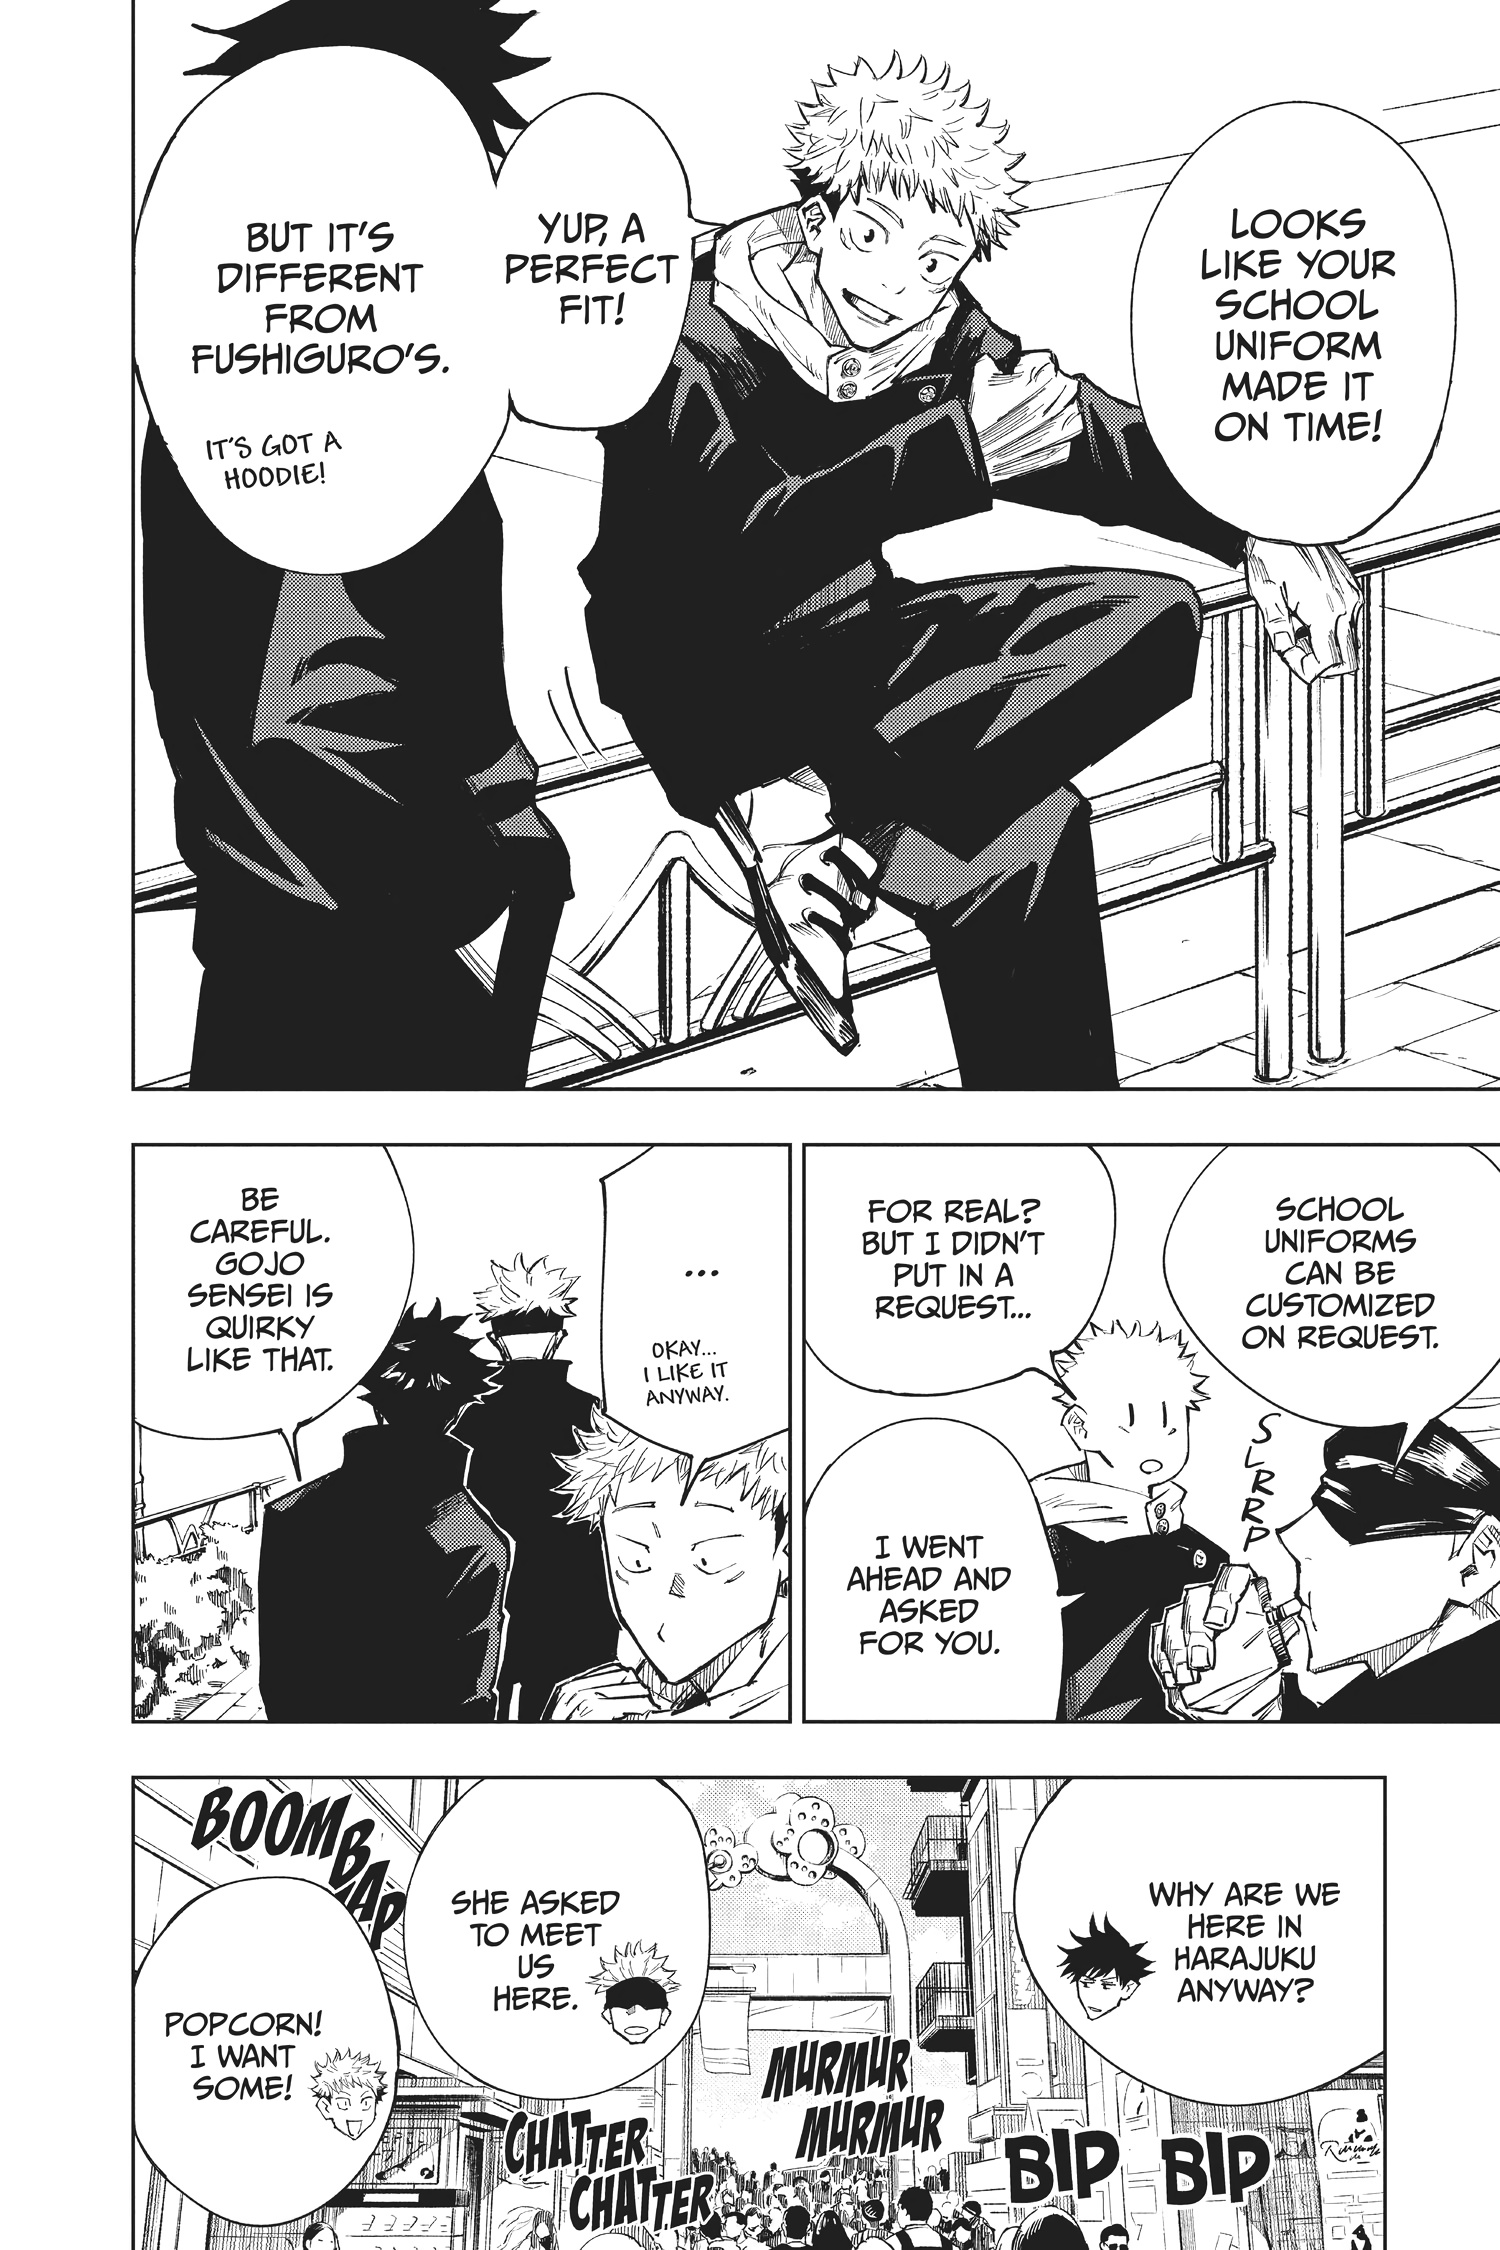 LOOKS
LIKE YOUR
SCHOOL
UNIFORM
MADE IT
ON TIME!
YUP, A
PERFECT
FIT!
BUT IT'S
DIFFERENT
FROM
FUSHIGURO'S.
IT'S GOT A
HOODIE!
SCHOOL
UNIFORMS
CAN BE
CUSTOMIZED
ON REQUEST.
SLRRP
FOR REAL?
BUT I DIDN'T
PUT IN A
REQUEST...
I WENT
AHEAD AND
ASKED
FOR YOU.
...
OKAY...
I LIKE IT
ANYWAY.
BE
CAREFUL.
GOJO
SENSEI IS
QUIRKY
LIKE THAT.
WHY ARE WE
HERE IN
HARAJUKU
ANYWAY?
SHE ASKED
TO MEET
US
HERE.
BOOM BAP
POPCORN!
I WANT
SOME!
MURMUR
MURMUR
CHATTER
CHATTER
BIP BIP